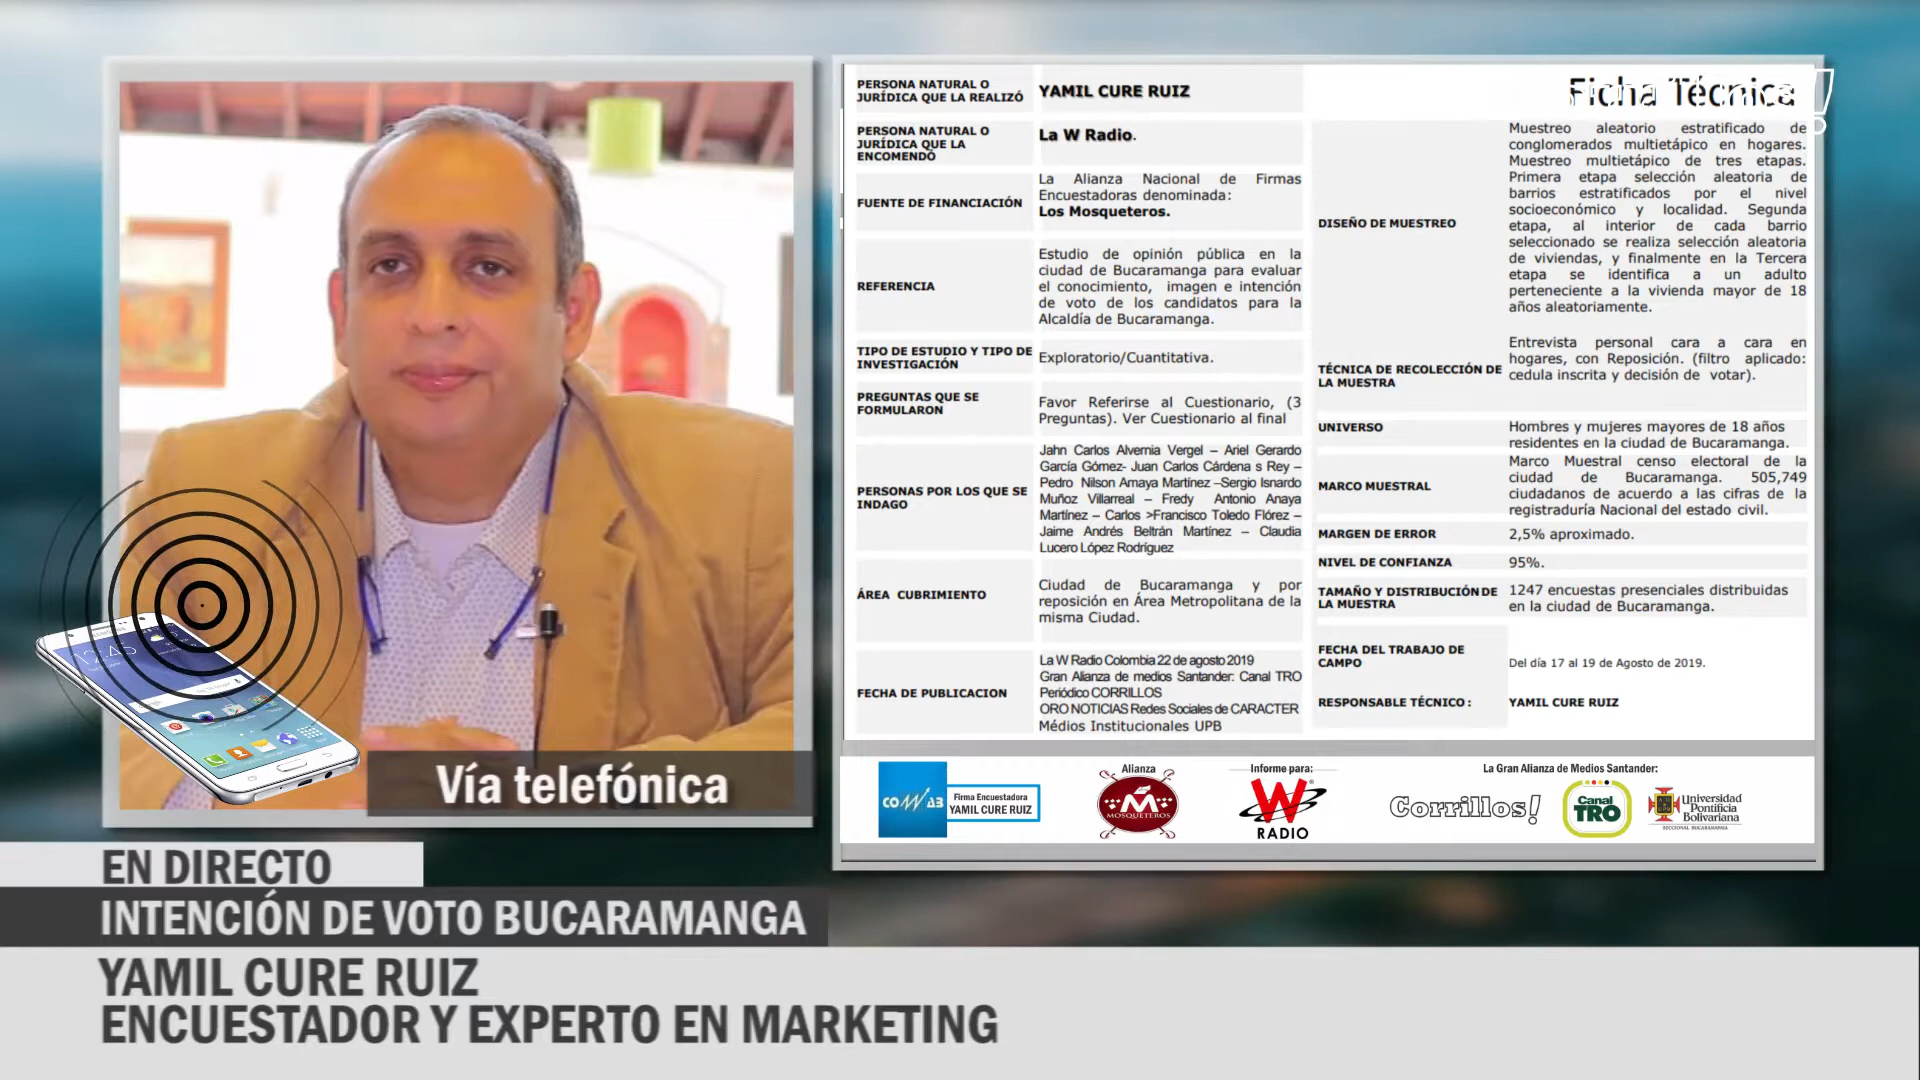 PERSONA NATURAL O
JURÍDICA QUE LA REALIZÓ
YAMIL CURE RUIZ
PERSONA NATURAL O
JURÍDICA QUE LA
ENCOMENDÓ
La W Radio.
FUENTE DE FINANCIACIÓN
La Alianza Nacional de Firmas
Encuestadoras denominada:
Los Mosqueteros.
REFERENCIA
Estudio de opinión pública en la
ciudad de Bucaramanga para evaluar
el conocimiento, imagen e intención
de voto de los candidatos para la
Alcaldía de Bucaramanga.
TIPO DE ESTUDIO Y TIPO DE
INVESTIGACIÓN
Exploratorio/Cuantitativa.
PREGUNTAS QUE SE
FORMULARON
Favor Referirse al Cuestionario, (3
Preguntas). Ver Cuestionario al final
PERSONAS POR LOS QUE SE
INDAGO
Jahn Carlos Alvernia Vergel – Ariel Gerardo
García Gómez- Juan Carlos Cárdena s Rey –
Pedro Nilson Amaya Martínez –Sergio Isnardo
Muñoz Villarreal – Fredy Antonio Anaya
Martínez – Carlos >Francisco Toledo Flórez –
Jaime Andrés Beltrán Martínez – Claudia
Lucero López Rodríguez
ÁREA CUBRIMIENTO
Ciudad de Bucaramanga y por
reposición en Área Metropolitana de la
misma Ciudad.
FECHA DE PUBLICACION
La W Radio Colombia 22 de agosto 2019
Gran Alianza de medios Santander: Canal TRO
Periódico CORRILLOS
ORO NOTICIAS Redes Sociales de CARACTER
Médios Institucionales UPB
Ficha Técnica
DISEÑO DE MUESTREO
Muestreo aleatorio estratificado de
conglomerados multietápico en hogares.
Muestreo multietápico de tres etapas.
Primera etapa selección aleatoria de
barrios estratificados por el nivel
socioeconómico y localidad. Segunda
etapa, al interior de cada barrio
seleccionado se realiza selección aleatoria
de viviendas, y finalmente en la Tercera
etapa se identifica a un adulto
perteneciente a la vivienda mayor de 18
años aleatoriamente.
TÉCNICA DE RECOLECCIÓN DE
LA MUESTRA
Entrevista personal cara a cara en
hogares, con Reposición. (filtro aplicado:
cedula inscrita y decisión de votar).
UNIVERSO
Hombres y mujeres mayores de 18 años
residentes en la ciudad de Bucaramanga.
MARCO MUESTRAL
Marco Muestral censo electoral de la
ciudad de Bucaramanga. 505,749
ciudadanos de acuerdo a las cifras de la
registraduría Nacional del estado civil.
MARGEN DE ERROR
2,5% aproximado.
NIVEL DE CONFIANZA
95%.
TAMAÑO Y DISTRIBUCIÓN DE
LA MUESTRA
1247 encuestas presenciales distribuidas
en la ciudad de Bucaramanga.
FECHA DEL TRABAJO DE
CAMPO
Del día 17 al 19 de Agosto de 2019.
RESPONSABLE TÉCNICO :
YAMIL CURE RUIZ
Firma Encuestadora
YAMIL CURE RUIZ
Alianza
M
MOSQUETEROS
Informe para:
W
RADIO
La Gran Alianza de Medios Santander:
Corrillos!
Canal
TRO
Universidad
Pontificia
Bolivariana
SECCIONAL BUCARAMANGA
12:45
Vía telefónica
EN DIRECTO
INTENCIÓN DE VOTO BUCARAMANGA
YAMIL CURE RUIZ
ENCUESTADOR Y EXPERTO EN MARKETING